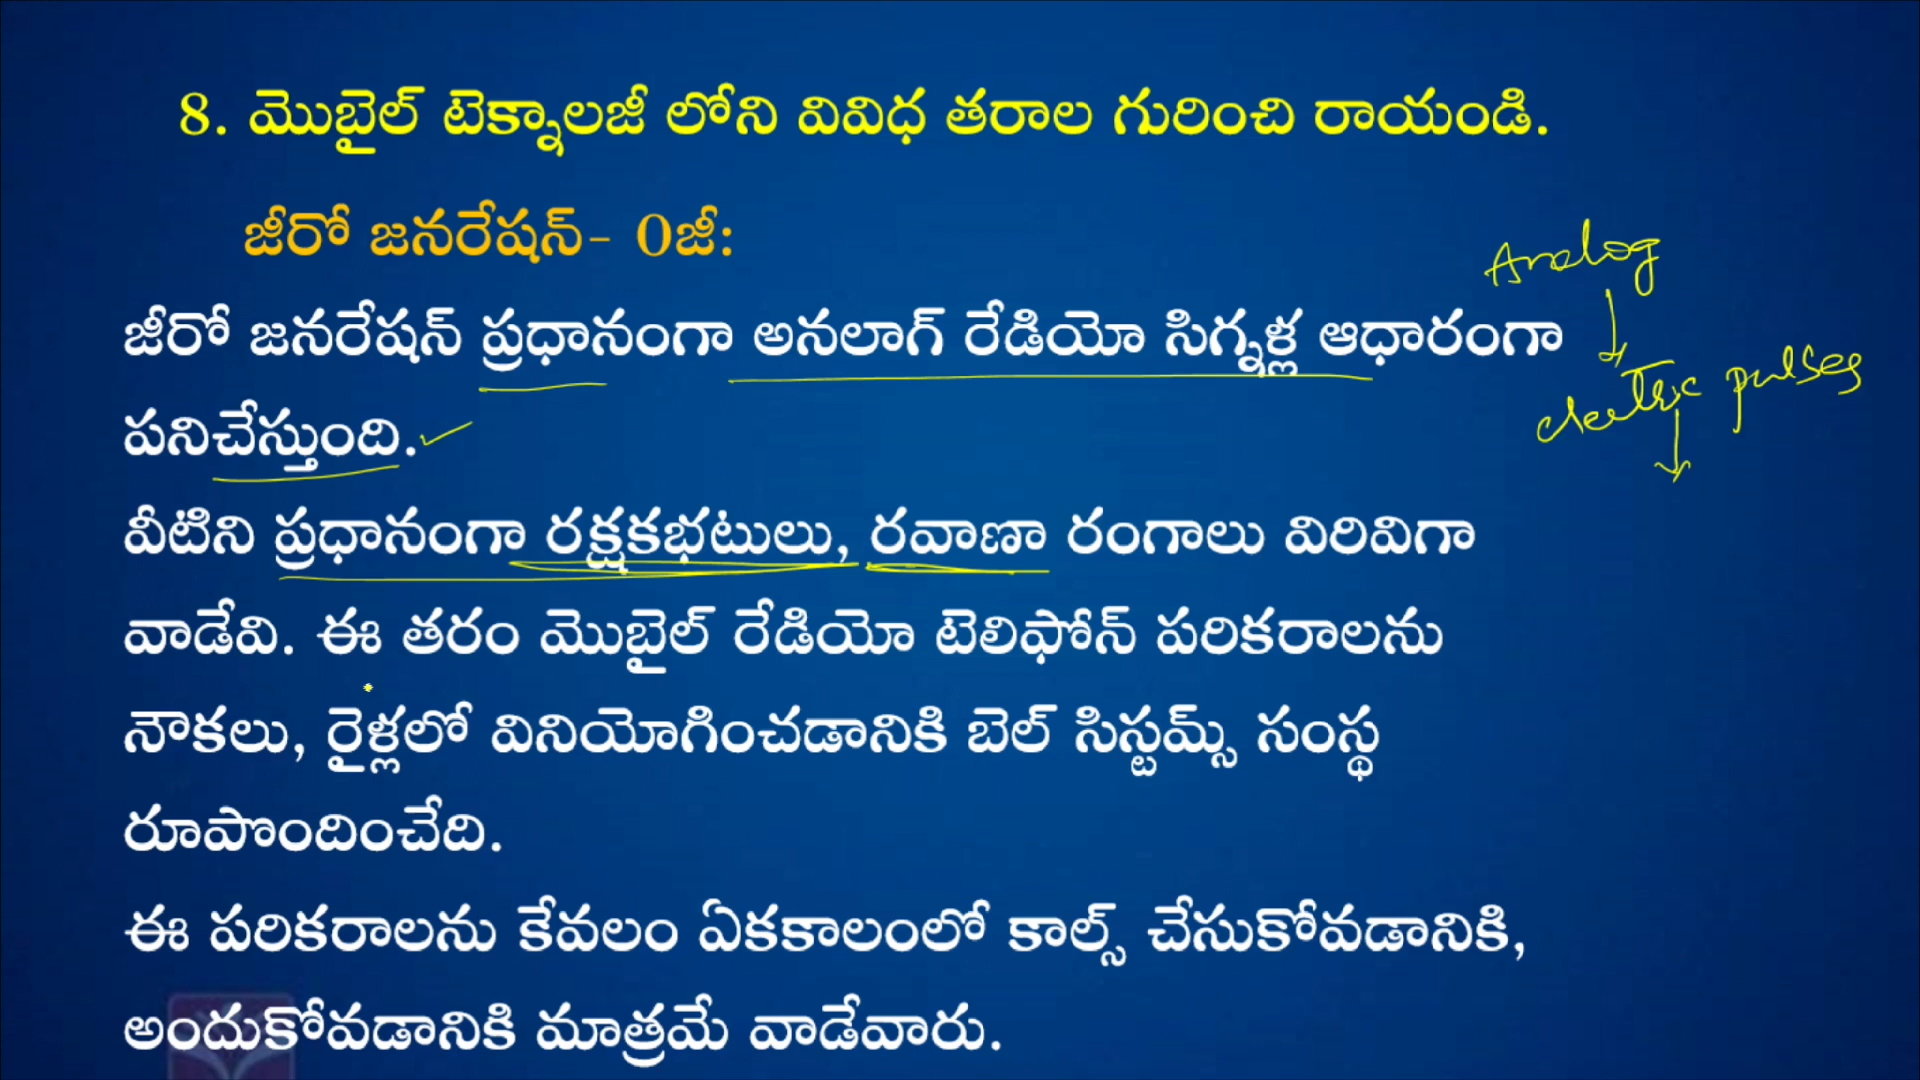 8. మొబైల్ టెక్నాలజీ లోని వివిధ తరాల గురించి రాయండి.
జీరో జనరేషన్- 0జీ:
Analog
జీరో జనరేషన్ ప్రధానంగా అనలాగ్ రేడియో సిగ్నళ్ల ఆధారంగా
electric pulses
పనిచేస్తుంది.
వీటిని ప్రధానంగా రక్షకభటులు, రవాణా రంగాలు విరివిగా
వాడేవి. ఈ తరం మొబైల్ రేడియో టెలిఫోన్ పరికరాలను
నౌకలు, రైళ్లలో వినియోగించడానికి బెల్ సిస్టమ్స్ సంస్థ
రూపొందించేది.
ఈ పరికరాలను కేవలం ఏకకాలంలో కాల్స్ చేసుకోవడానికి,
అందుకోవడానికి మాత్రమే వాడేవారు.